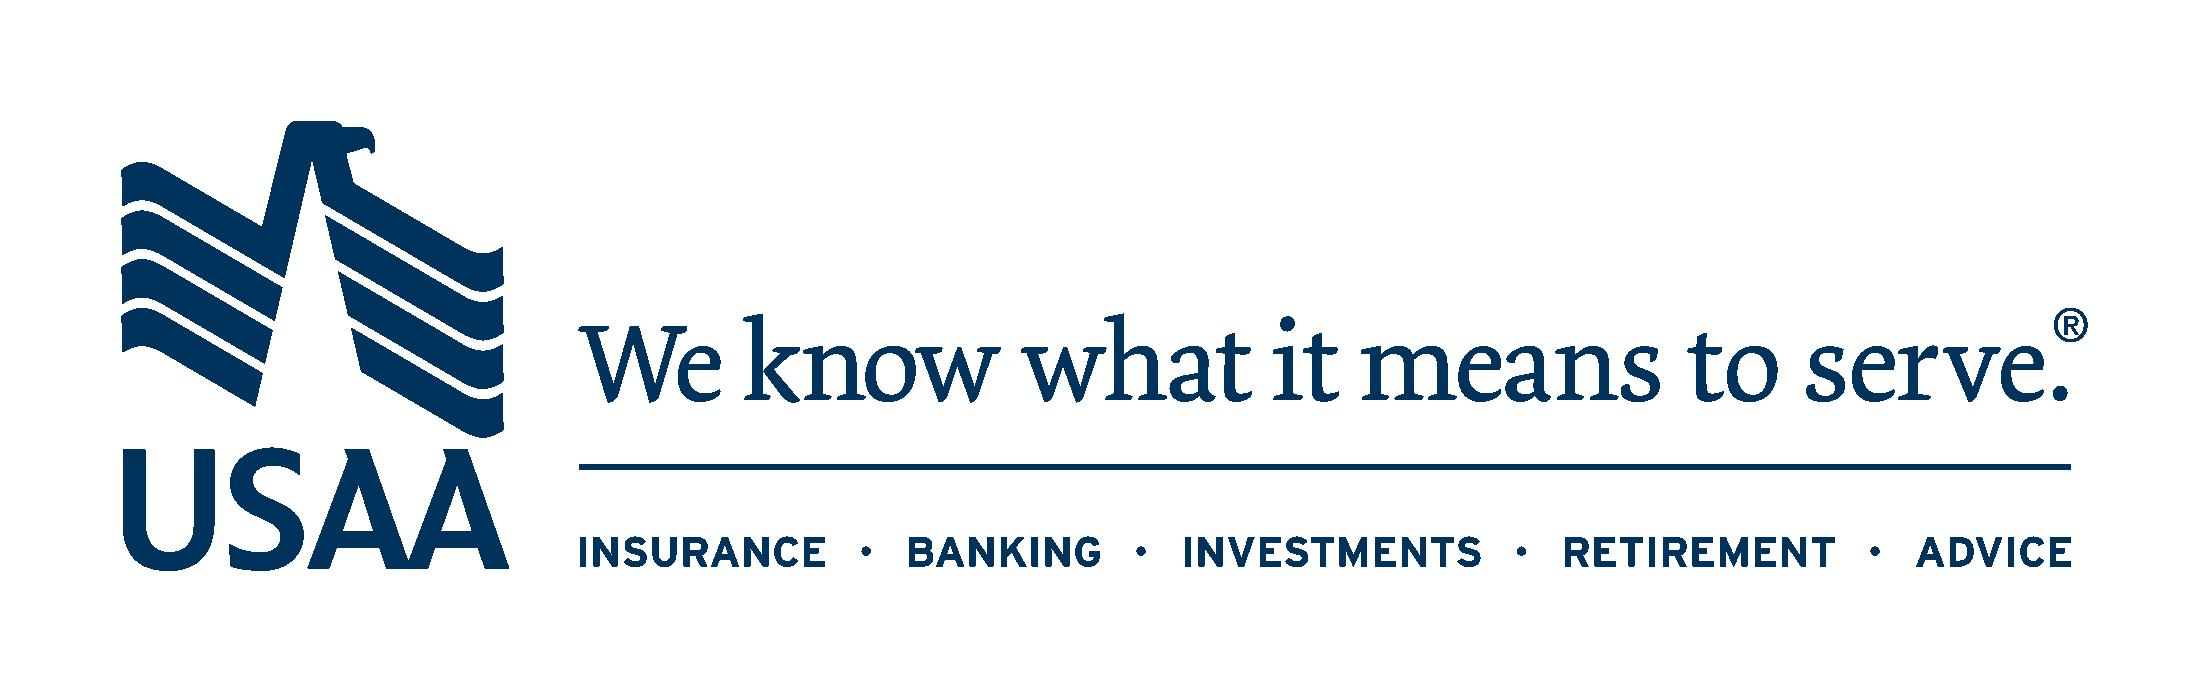 USAA
We know what it means to serve.®
INSURANCE • BANKING • INVESTMENTS • RETIREMENT • ADVICE